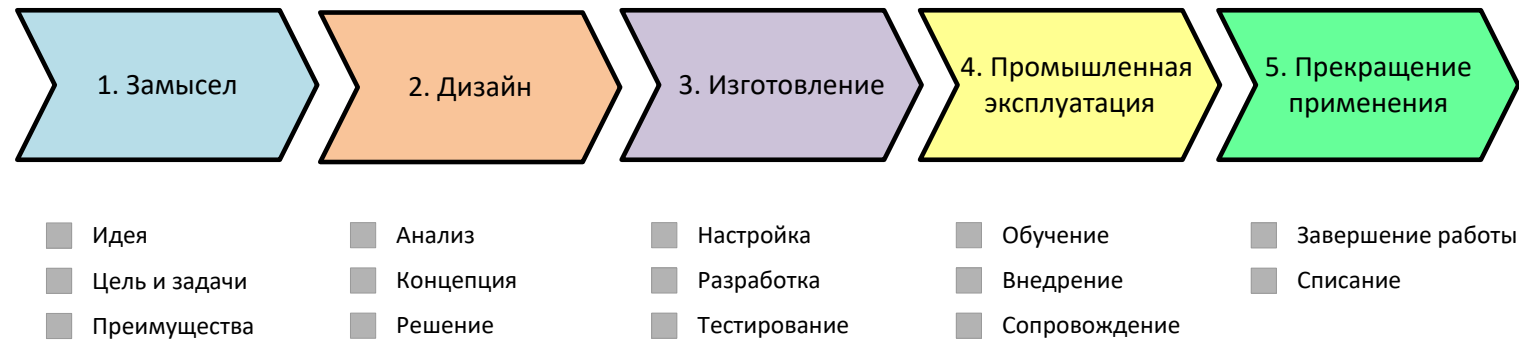 1. Замысел
2. Дизайн
3. Изготовление
4. Промышленная
эксплуатация
5. Прекращение
применения
Идея
Цель и задачи
Преимущества
Анализ
Концепция
Решение
Настройка
Разработка
Тестирование
Обучение
Внедрение
Сопровождение
Завершение работы
Списание